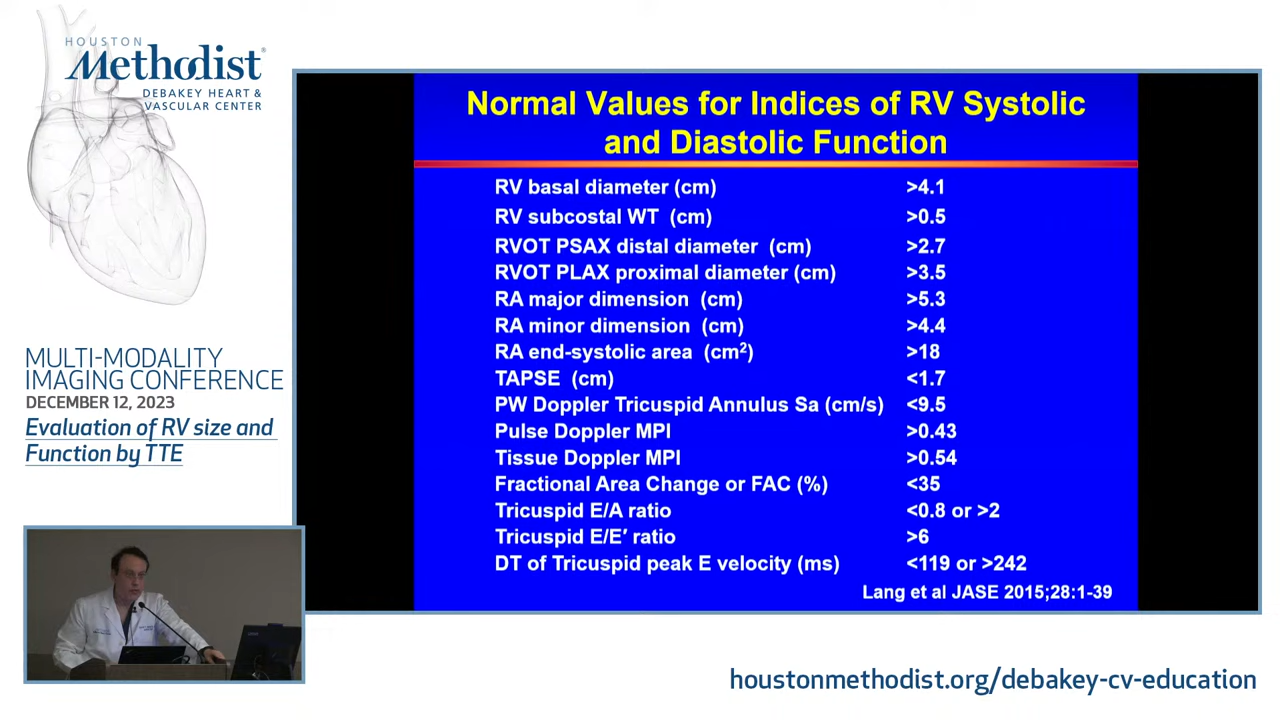 HOUSTON
Methodist®
DEBAKEY HEART &
VASCULAR CENTER
MULTI-MODALITY
IMAGING CONFERENCE
DECEMBER 12, 2023
Evaluation of RV size and
Function by TTE
Normal Values for Indices of RV Systolic
and Diastolic Function
RV basal diameter (cm) >4.1
RV subcostal WT (cm) >0.5
RVOT PSAX distal diameter (cm) >2.7
RVOT PLAX proximal diameter (cm) >3.5
RA major dimension (cm) >5.3
RA minor dimension (cm) >4.4
RA end-systolic area (cm²) >18
TAPSE (cm) <1.7
PW Doppler Tricuspid Annulus Sa (cm/s) <9.5
Pulse Doppler MPI >0.43
Tissue Doppler MPI >0.54
Fractional Area Change or FAC (%) <35
Tricuspid E/A ratio <0.8 or >2
Tricuspid E/E′ ratio >6
DT of Tricuspid peak E velocity (ms) <119 or >242
Lang et al JASE 2015;28:1-39
houstonmethodist.org/debakey-cv-education